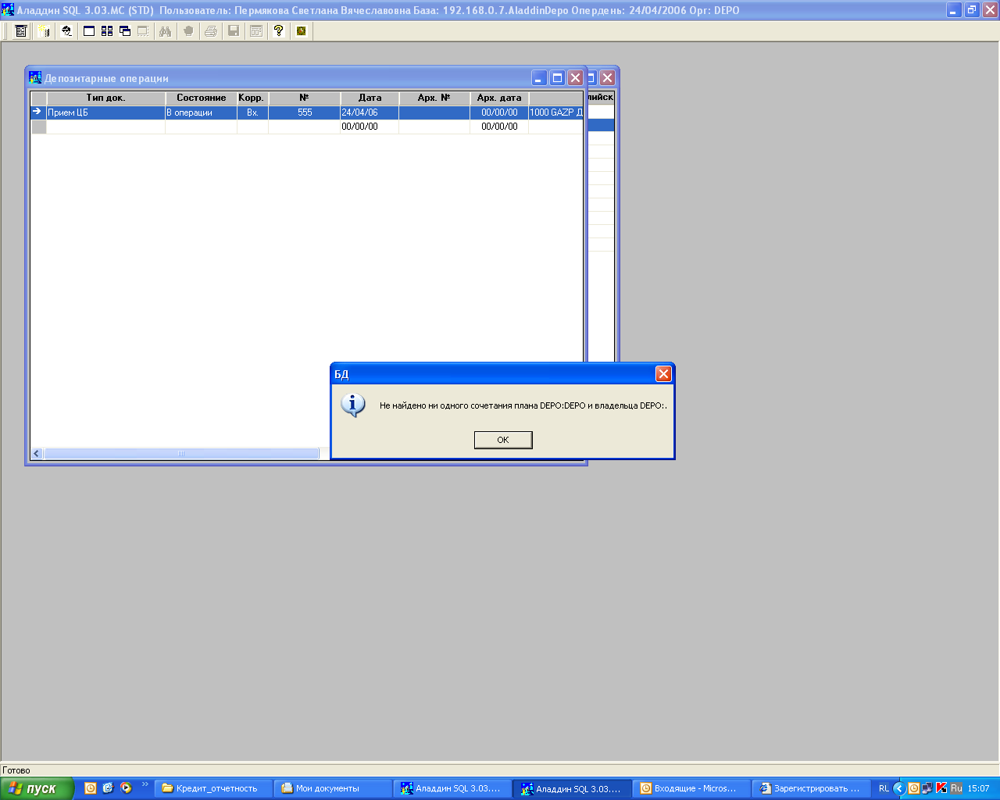 Аладдин SQL 3.03.MC (STD) Пользователь: Пермякова Светлана Вячеславовна База: 192.168.0.7.AladdinDepo Опердень: 24/04/2006 Орг: DEPO
Депозитарные операции
Тип док. Состояние Корр. № Дата Арх. № Арх. дата лийск
Прием ЦБ В операции Вх. 555 24/04/06 00/00/00 1000 GAZP Д
00/00/00 00/00/00
БД
Не найдено ни одного сочетания плана DEPO:DEPO и владельца DEPO:.
ОК
Готово
пуск Кредит_отчетность Мои документы Аладдин SQL 3.03.... Аладдин SQL 3.03.... Входящие - Micros... Зарегистрировать ... RL Ru 15:07